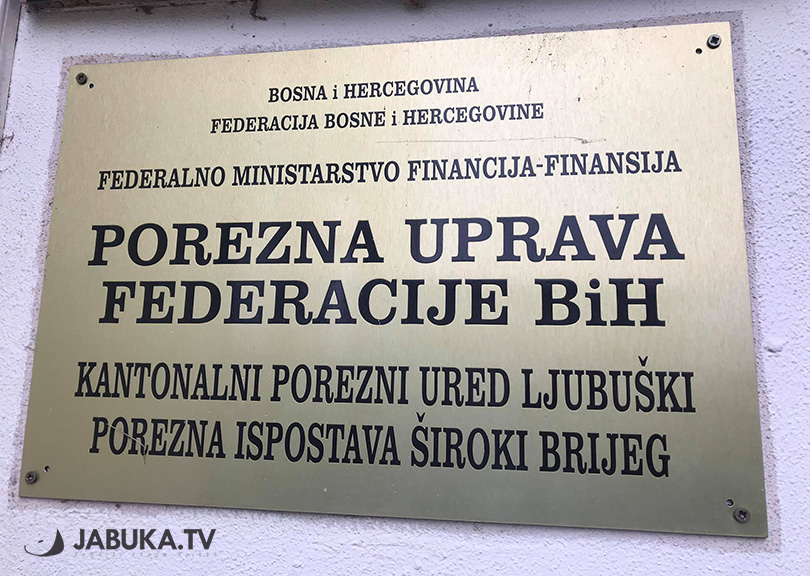 BOSNA i HERCEGOVINA
FEDERACIJA BOSNE i HERCEGOVINE
FEDERALNO MINISTARSTVO FINANCIJA-FINANSIJA
POREZNA UPRAVA
FEDERACIJE BiH
KANTONALNI POREZNI URED LJUBUŠKI
POREZNA ISPOSTAVA ŠIROKI BRIJEG
JABUKA.TV